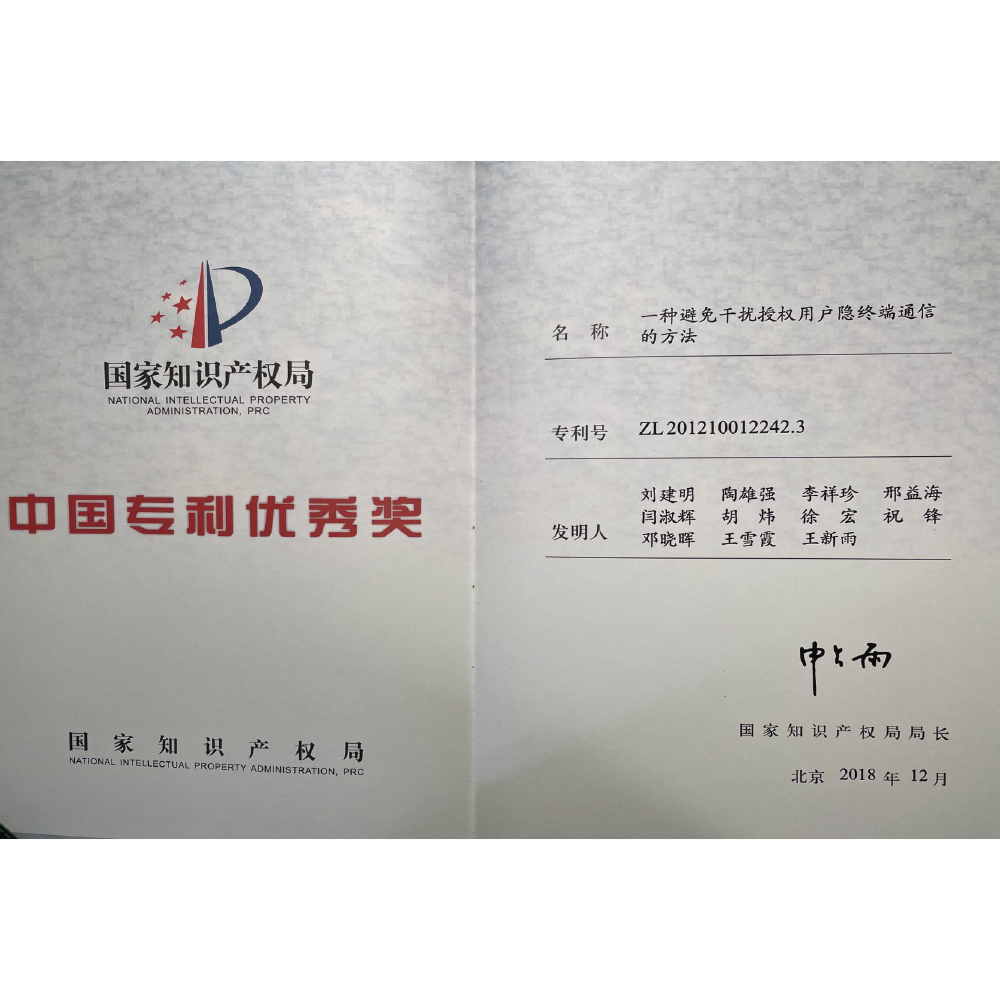 国家知识产权局
NATIONAL INTELLECTUAL PROPERTY
ADMINISTRATION, PRC
中国专利优秀奖
国家知识产权局
NATIONAL INTELLECTUAL PROPERTY ADMINISTRATION, PRC
名 称 一种避免干扰授权用户隐终端通信
的方法
专利号 ZL 201210012242.3
刘建明 陶雄强 李祥珍 邢益海
发明人 闫淑辉 胡 炜 徐 宏 祝 锋
邓晓晖 王雪霞 王新雨
申长雨
国家知识产权局局长
北京 2018 年 12 月